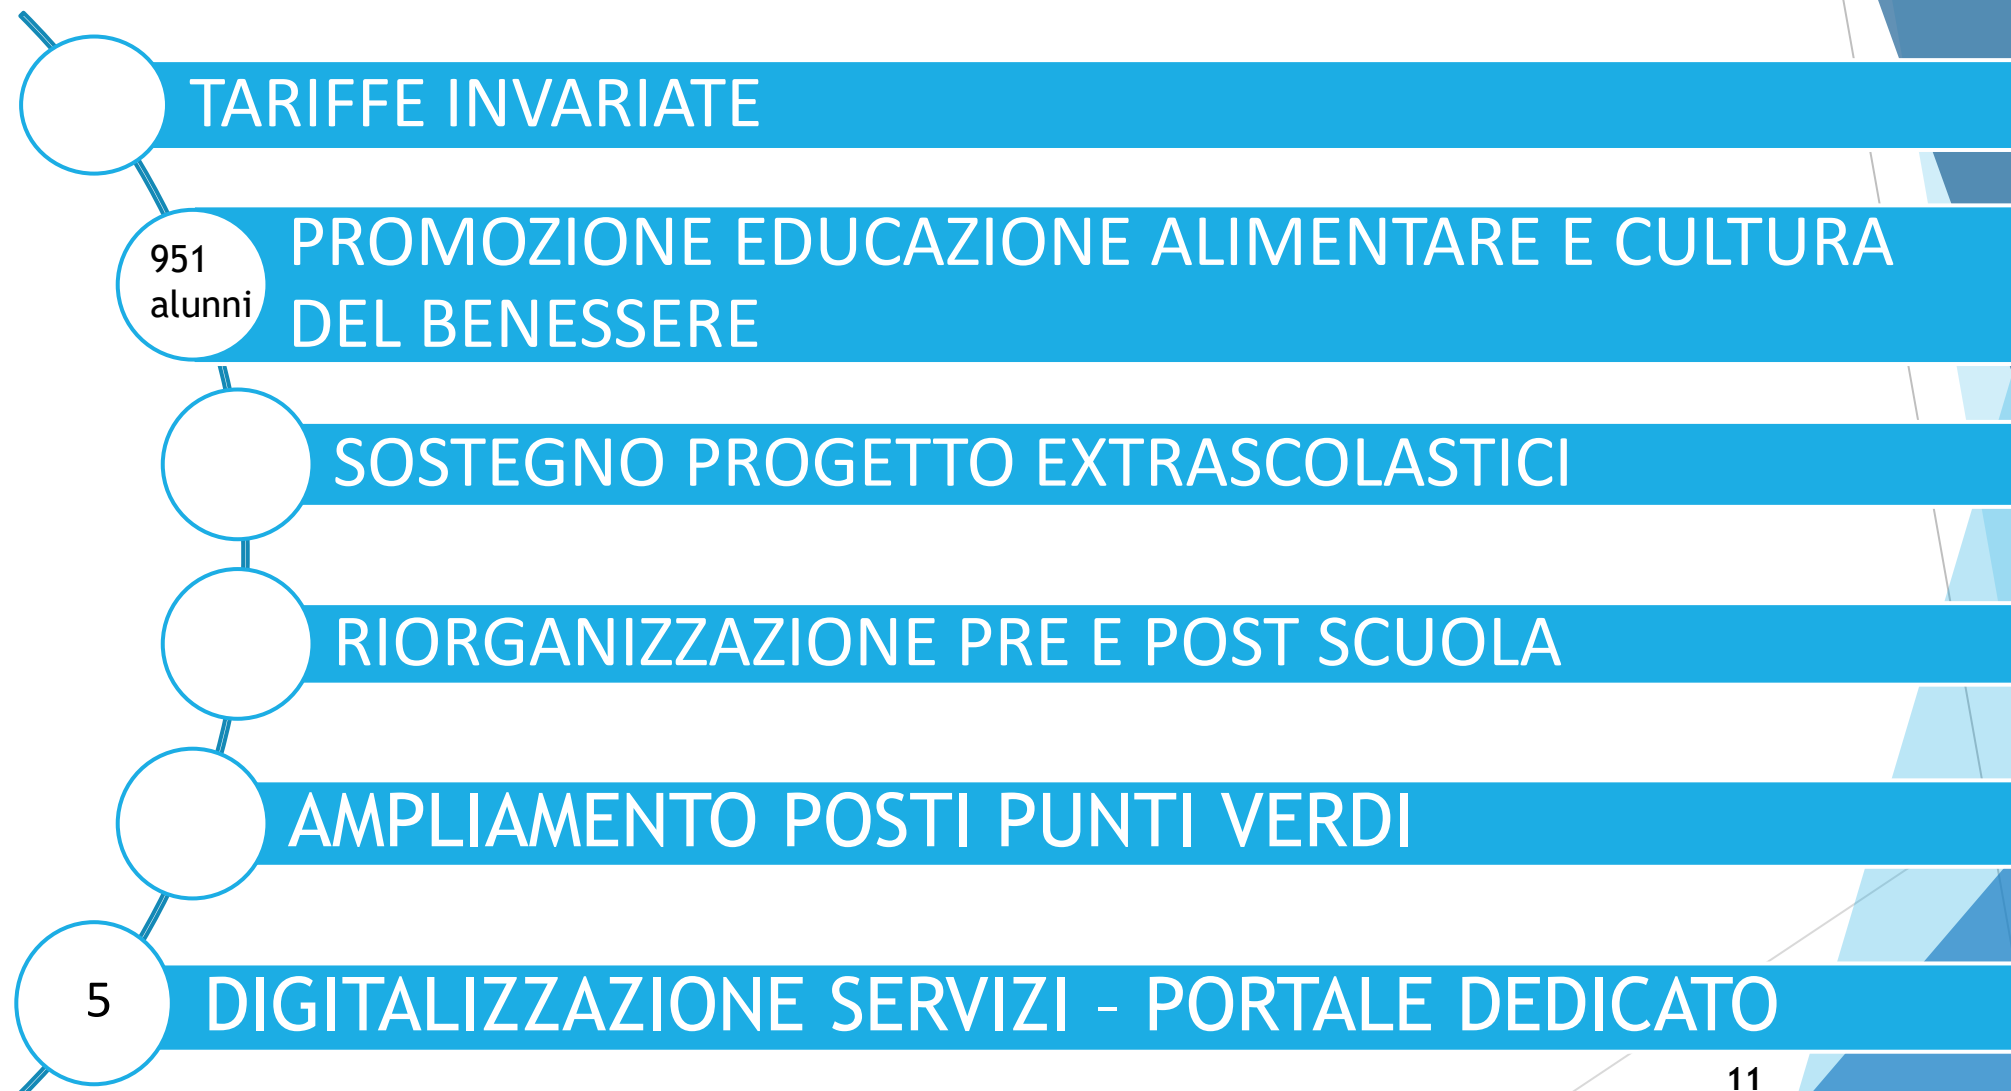 TARIFFE INVARIATE
951
alunni
PROMOZIONE EDUCAZIONE ALIMENTARE E CULTURA
DEL BENESSERE
SOSTEGNO PROGETTO EXTRASCOLASTICI
RIORGANIZZAZIONE PRE E POST SCUOLA
AMPLIAMENTO POSTI PUNTI VERDI
5
DIGITALIZZAZIONE SERVIZI – PORTALE DEDICATO
11